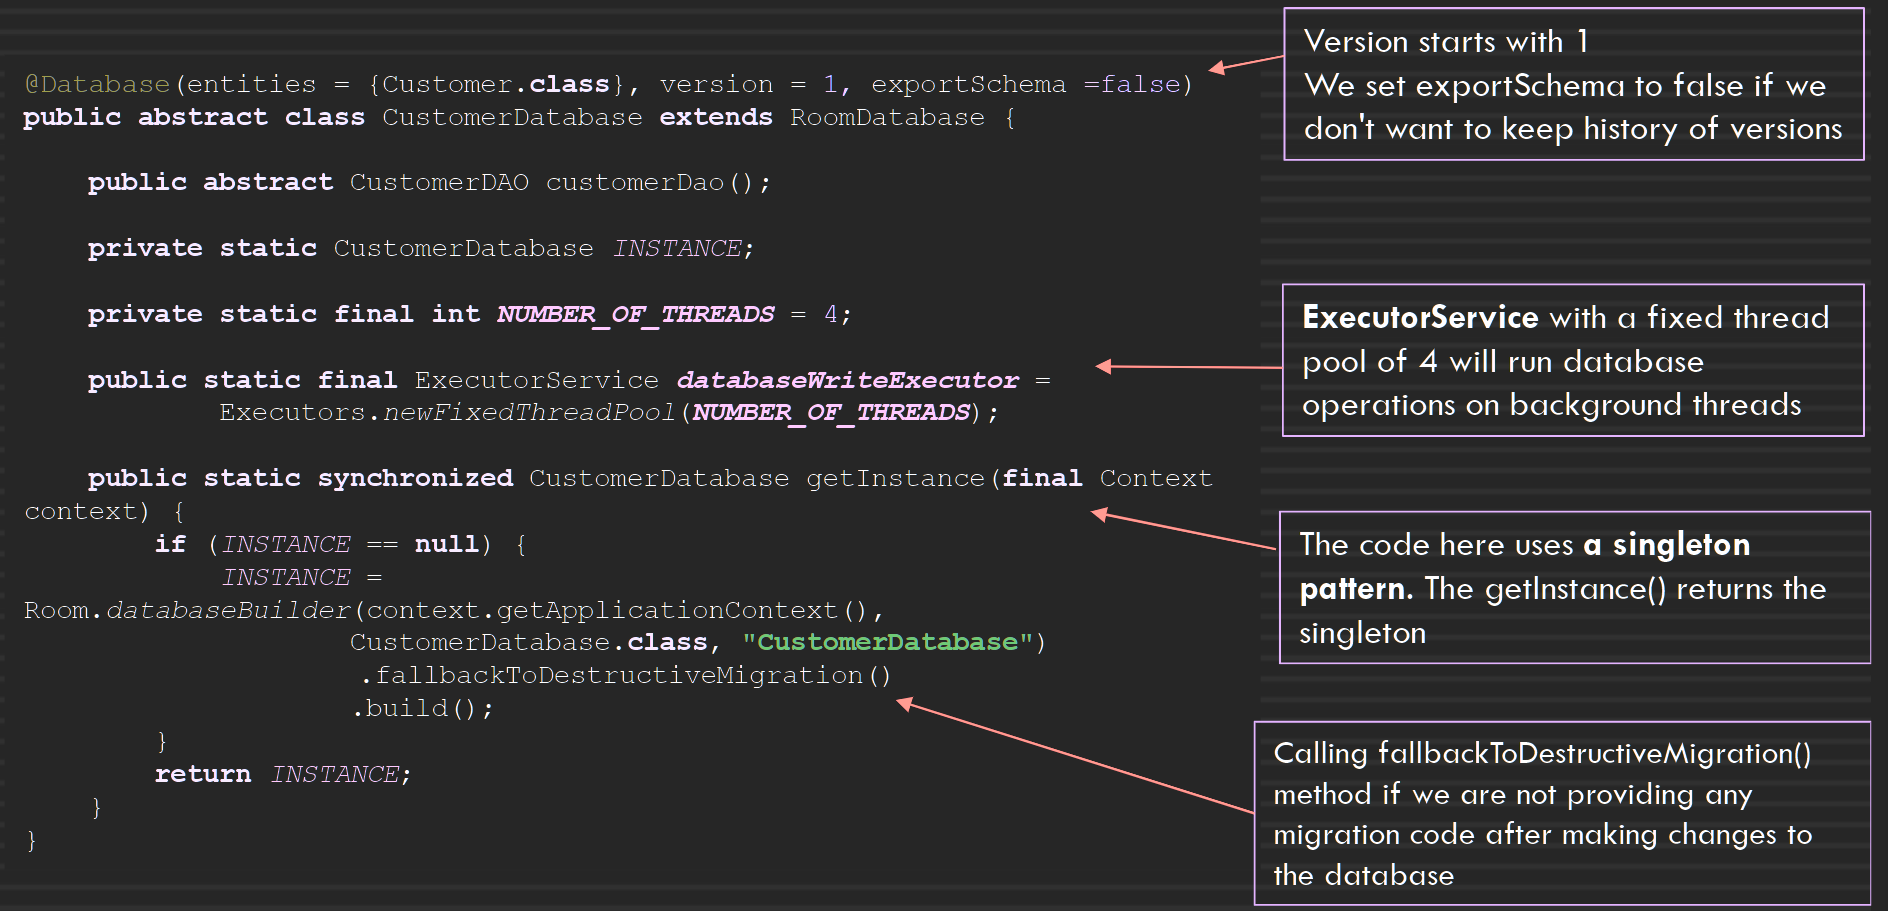 @Database(entities = {Customer.class}, version = 1, exportSchema =false)
public abstract class CustomerDatabase extends RoomDatabase {
    public abstract CustomerDAO customerDao();
    private static CustomerDatabase INSTANCE;
    private static final int NUMBER_OF_THREADS = 4;
    public static final ExecutorService databaseWriteExecutor =
            Executors.newFixedThreadPool(NUMBER_OF_THREADS);
    public static synchronized CustomerDatabase getInstance(final Context
context) {
        if (INSTANCE == null) {
            INSTANCE =
Room.databaseBuilder(context.getApplicationContext(),
                    CustomerDatabase.class, "CustomerDatabase")
                    .fallbackToDestructiveMigration()
                    .build();
        }
        return INSTANCE;
    }
}
Version starts with 1
We set exportSchema to false if we
don't want to keep history of versions
ExecutorService with a fixed thread
pool of 4 will run database
operations on background threads
The code here uses a singleton
pattern. The getInstance() returns the
singleton
Calling fallbackToDestructiveMigration()
method if we are not providing any
migration code after making changes to
the database